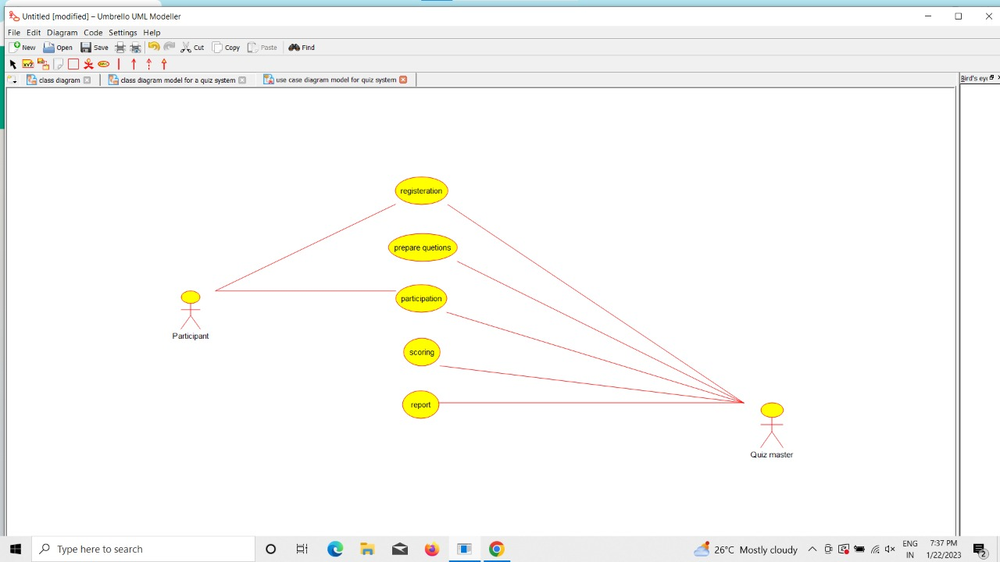 Untitled [modified] – Umbrello UML Modeller
File Edit Diagram Code Settings Help
New Open Save Cut Copy Paste Find
class diagram class diagram model for a quiz system use case diagram model for quiz system Bird's eye
registeration
prepare quetions
participation
Participant
scoring
report
Quiz master
Type here to search 26°C Mostly cloudy ENG IN 7:37 PM 1/22/2023 2